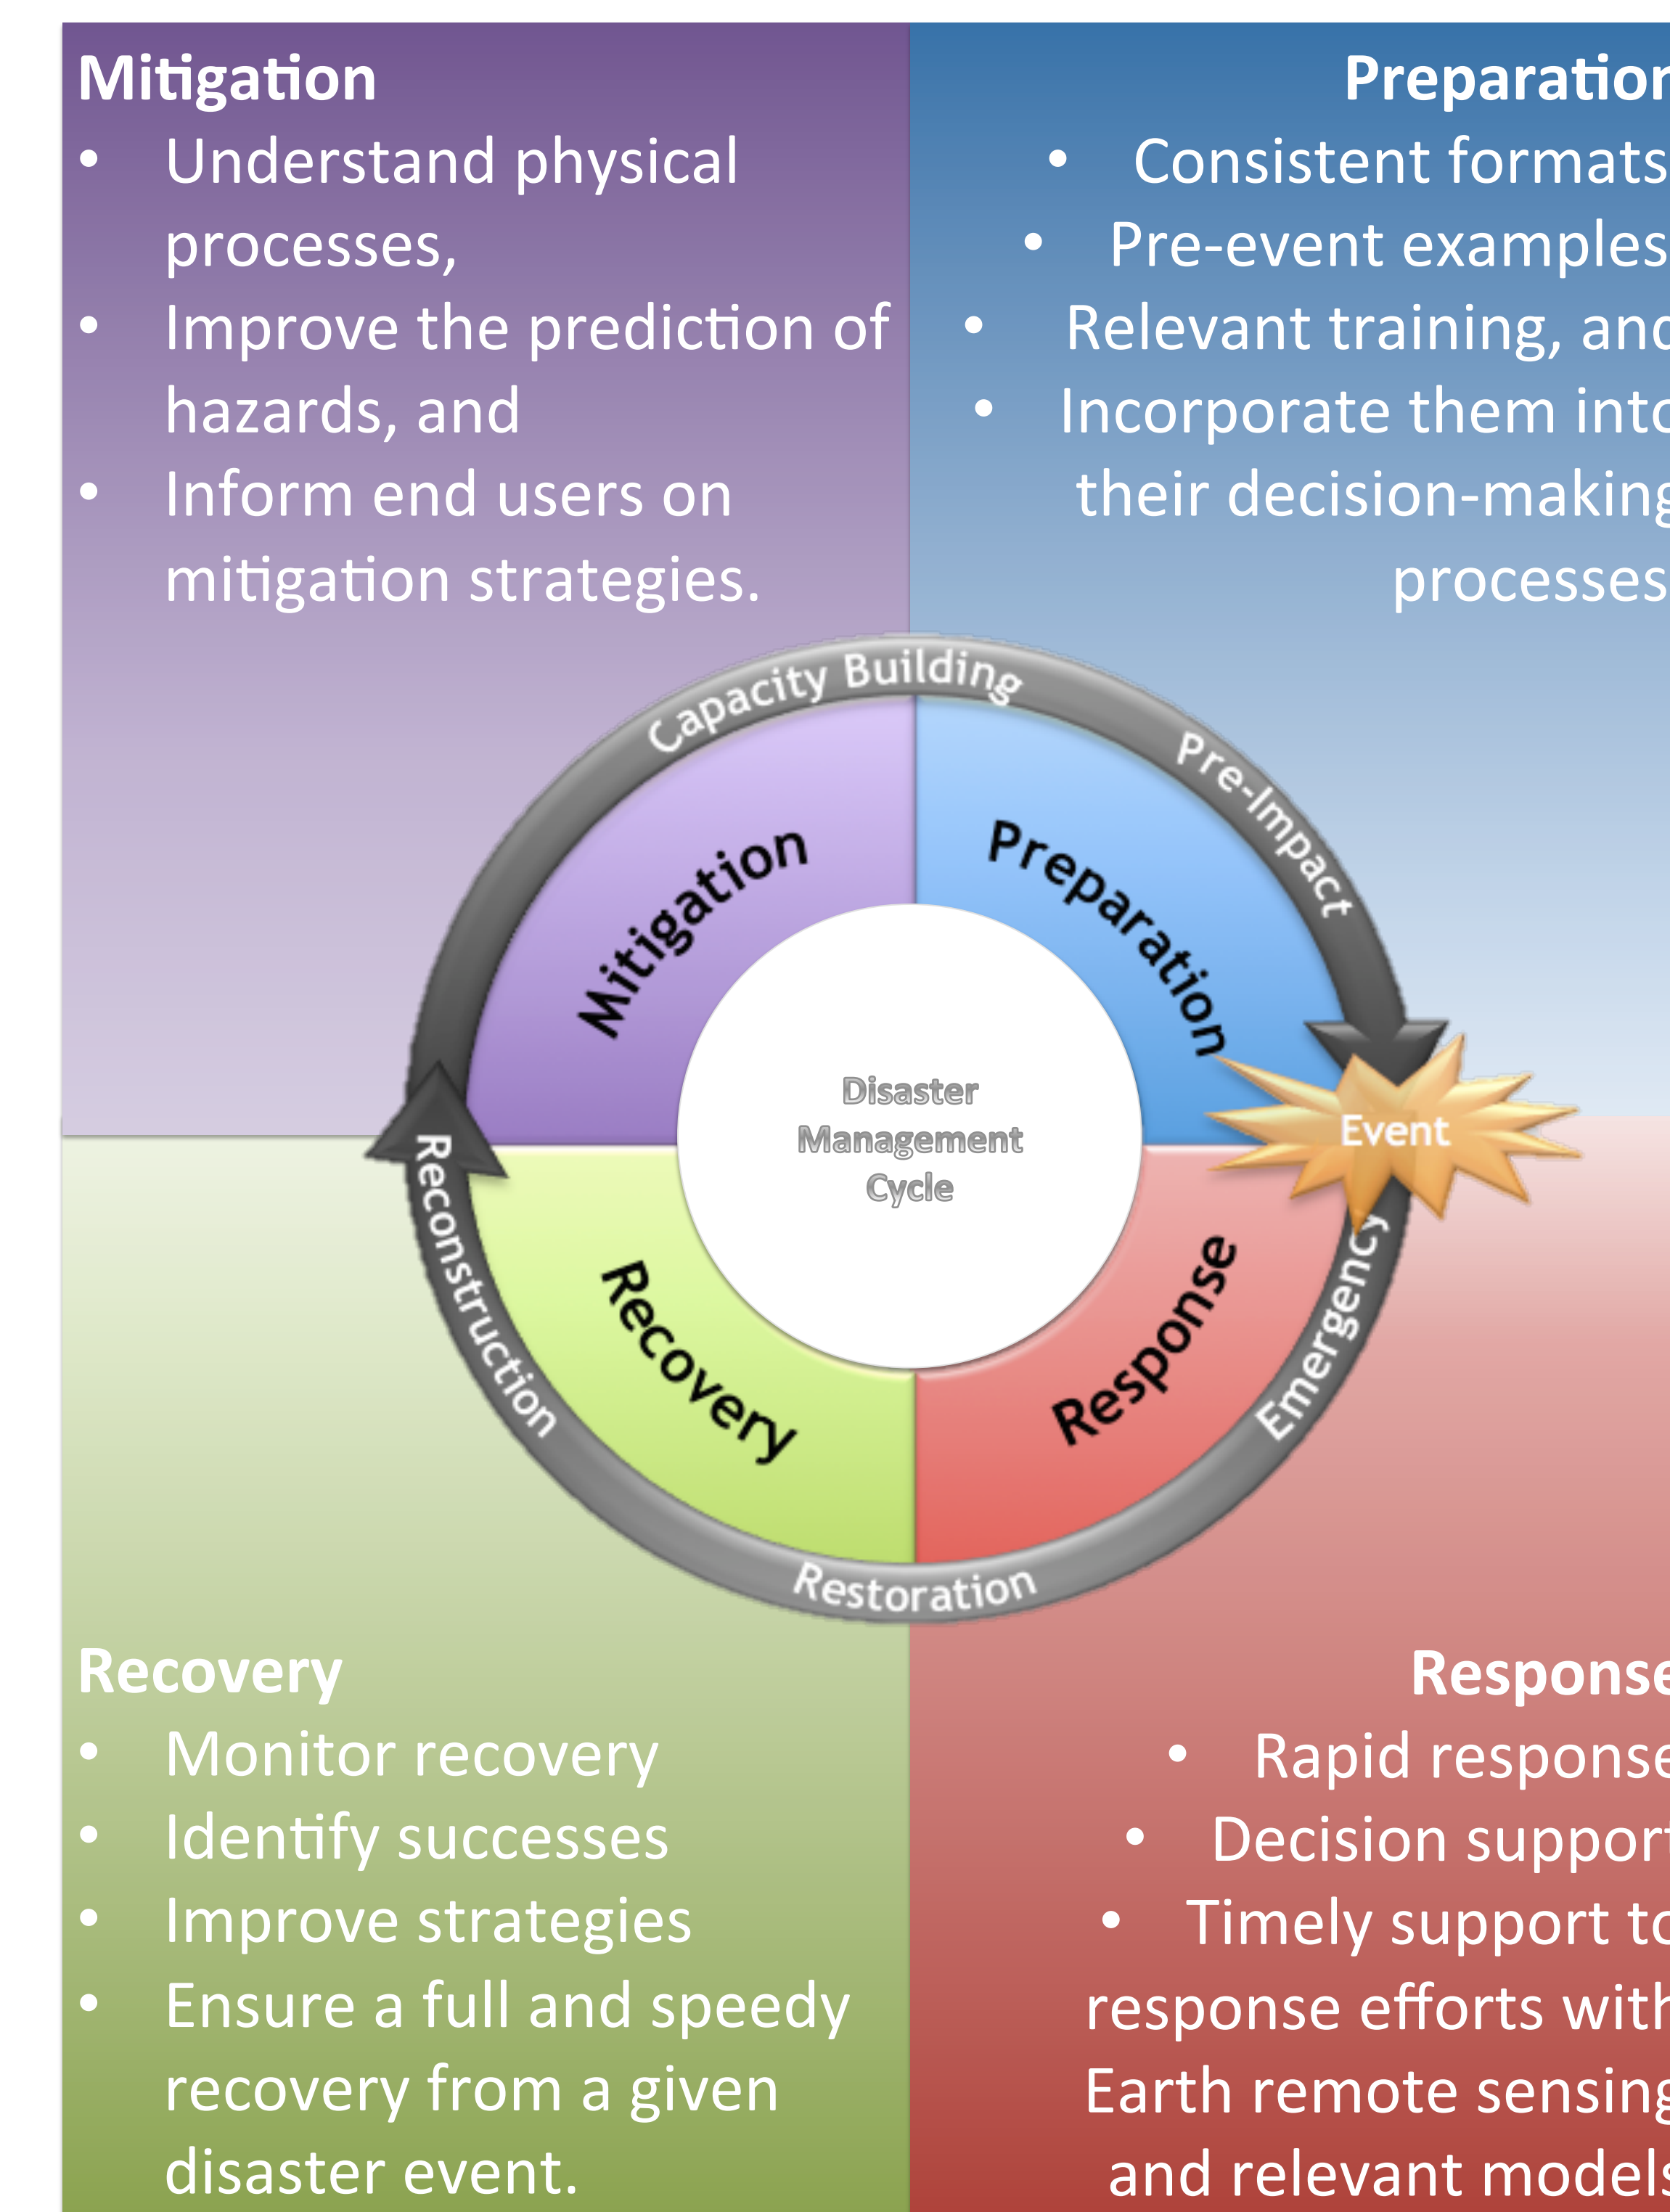 Mitigation
• Understand physical
processes,
• Improve the prediction of
hazards, and
• Inform end users on
mitigation strategies.
Preparation
• Consistent formats
• Pre-event examples
• Relevant training, and
• Incorporate them into
their decision-making
processes
Capacity Building
Pre-Impact
Mitigation
Preparation
Disaster
Management
Cycle
Event
Reconstruction
Recovery
Response
Emergency
Restoration
Recovery
• Monitor recovery
• Identify successes
• Improve strategies
• Ensure a full and speedy
recovery from a given
disaster event.
Response
• Rapid response
• Decision support
• Timely support to
response efforts with
Earth remote sensing
and relevant models